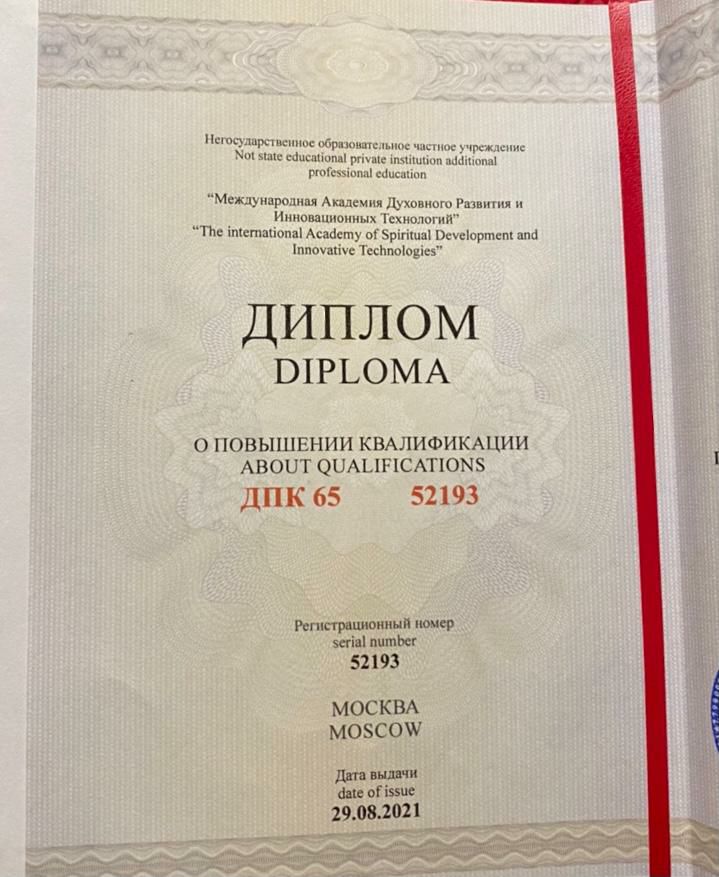 Негосударственное образовательное частное учреждение
Not state educational private institution additional
professional education
“Международная Академия Духовного Развития и
Инновационных Технологий”
“The international Academy of Spiritual Development and
Innovative Technologies”
ДИПЛОМ
DIPLOMA
О ПОВЫШЕНИИ КВАЛИФИКАЦИИ
ABOUT QUALIFICATIONS
ДПК 65 52193
Регистрационный номер
serial number
52193
МОСКВА
MOSCOW
Дата выдачи
date of issue
29.08.2021